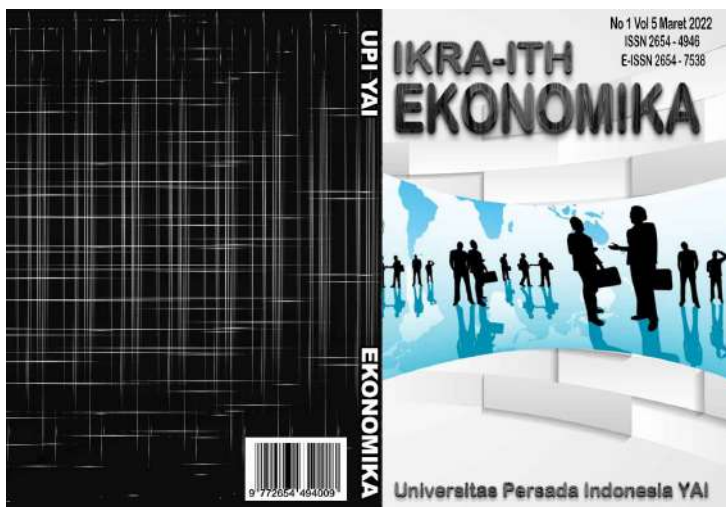 UPI YAI
EKONOMIKA
9 772654 494009
No 1 Vol 5 Maret 2022
ISSN 2654 - 4946
E-ISSN 2654 - 7538
IKRA-ITH
EKONOMIKA
Universitas Persada Indonesia YAI